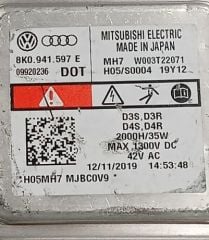 MITSUBISHI ELECTRIC
MADE IN JAPAN
8K0.941.597 E
MH7 W003T22071
09920236 DOT
H05/S0004 19Y12
D3S, D3R
D4S, D4R
2000H/35W
MAX 1300V DC
42V AC
12/11/2019 14:53:48
*H05MH7 MJBC0V9 *